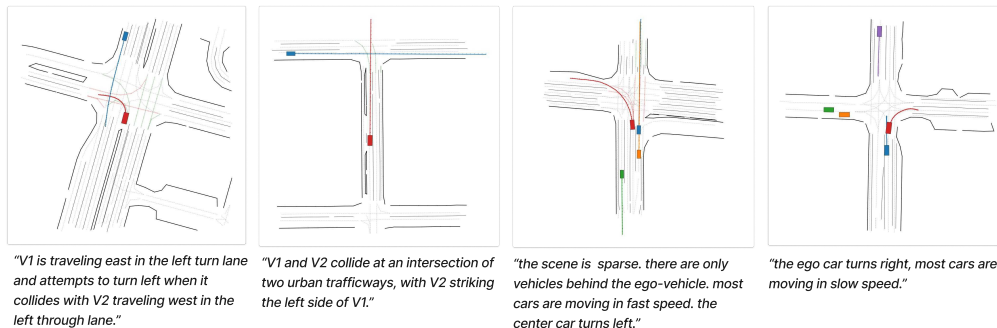 "V1 is traveling east in the left turn lane
and attempts to turn left when it
collides with V2 traveling west in the
left through lane."
"V1 and V2 collide at an intersection of
two urban trafficways, with V2 striking
the left side of V1."
"the scene is  sparse. there are only
vehicles behind the ego-vehicle. most
cars are moving in fast speed. the
center car turns left."
"the ego car turns right, most cars are
moving in slow speed."